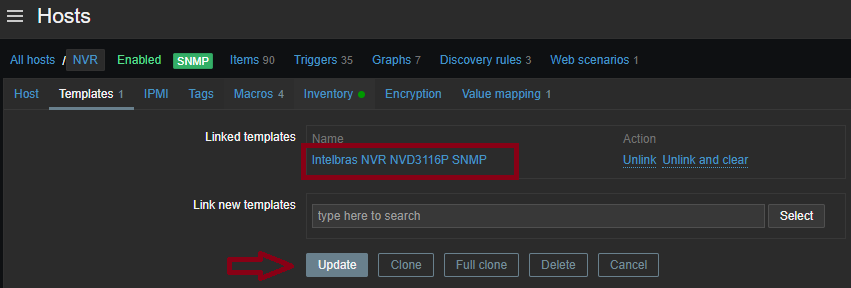 Hosts
All hosts / NVR Enabled SNMP Items 90 Triggers 35 Graphs 7 Discovery rules 3 Web scenarios 1
Host Templates 1 IPMI Tags Macros 4 Inventory Encryption Value mapping 1
Linked templates Name Action
Intelbras NVR NVD3116P SNMP Unlink Unlink and clear
Link new templates type here to search Select
Update Clone Full clone Delete Cancel